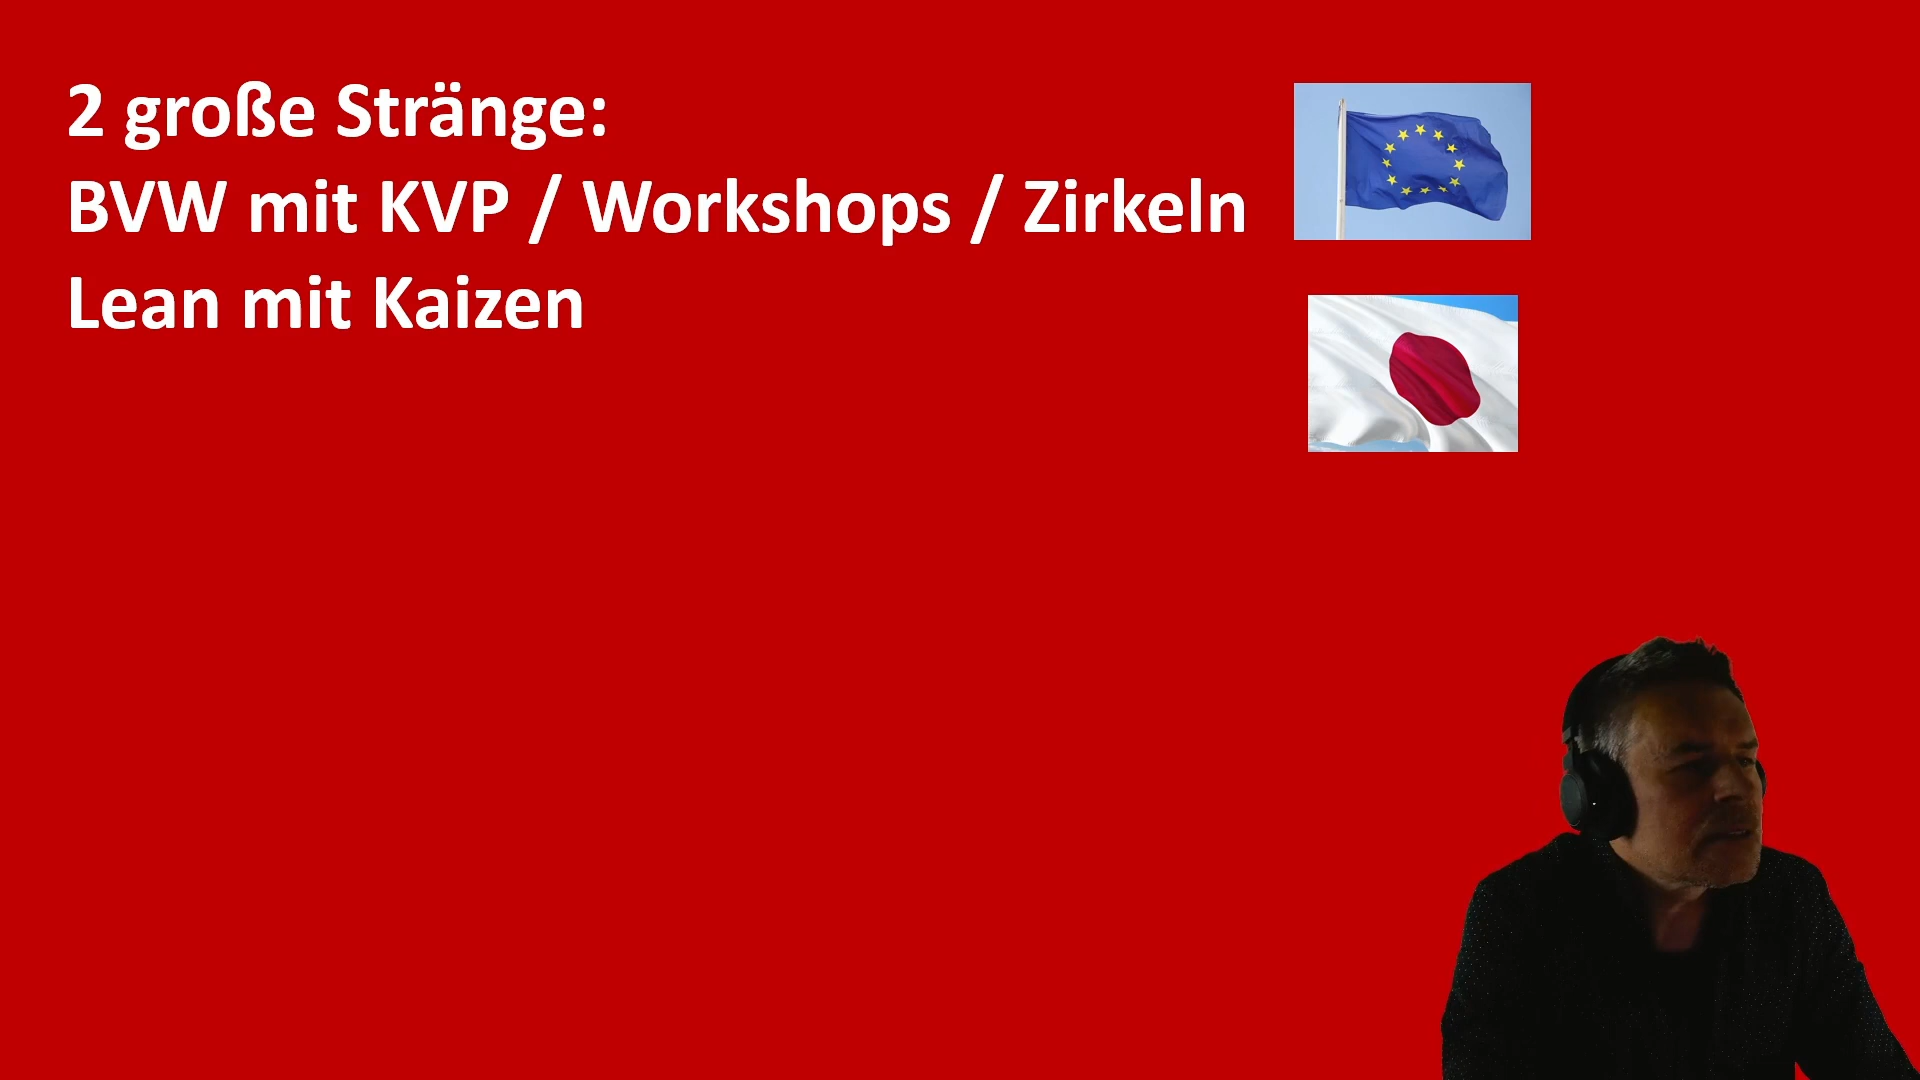 2 große Stränge:
BVW mit KVP / Workshops / Zirkeln
Lean mit Kaizen